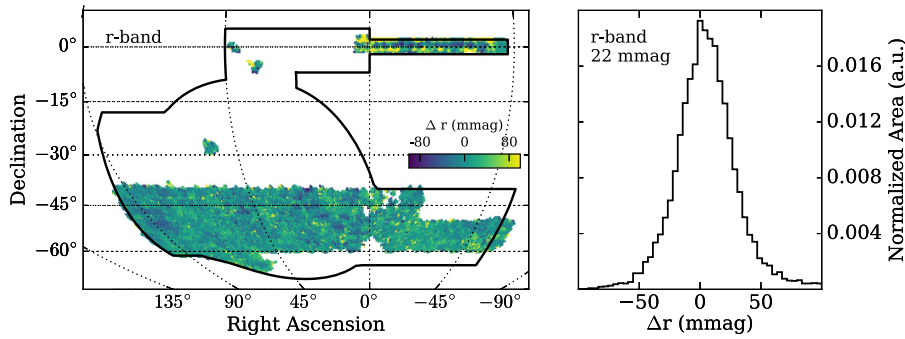 r-band
0°
−15°
−30°
−45°
−60°
Declination
Δ r (mmag)
-80 0 80
135° 90° 45° 0° −45° −90°
Right Ascension
r-band
22 mmag
0.016
0.012
0.008
0.004
Normalized Area (a.u.)
−50 0 50
Δr (mmag)